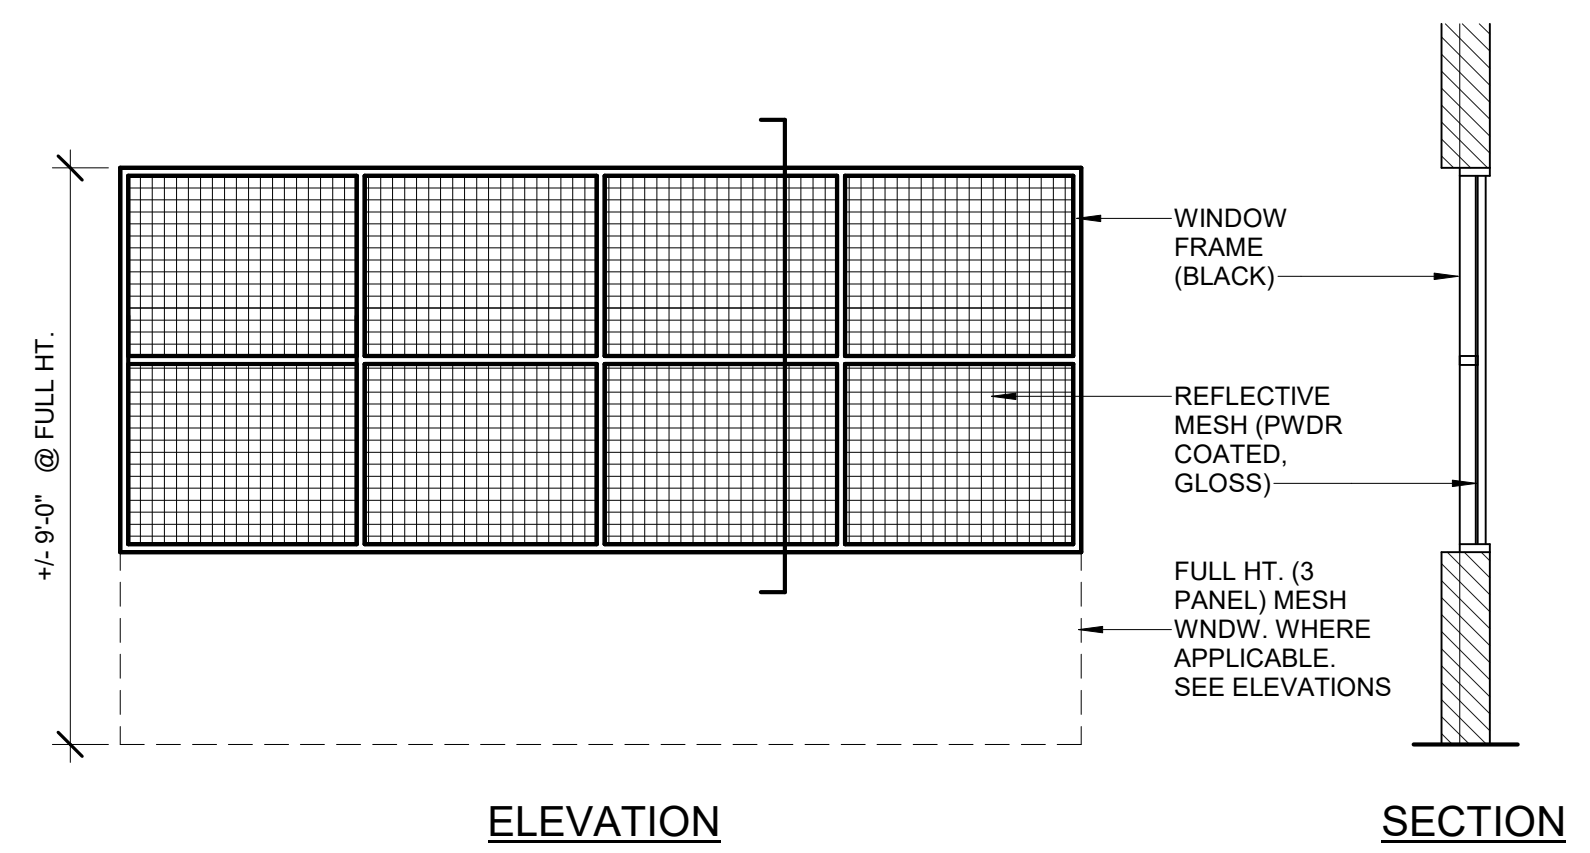 +/- 9'-0" @ FULL HT.
WINDOW
FRAME
(BLACK)
REFLECTIVE
MESH (PWDR
COATED,
GLOSS)
FULL HT. (3
PANEL) MESH
WNDW. WHERE
APPLICABLE.
SEE ELEVATIONS
ELEVATION
SECTION